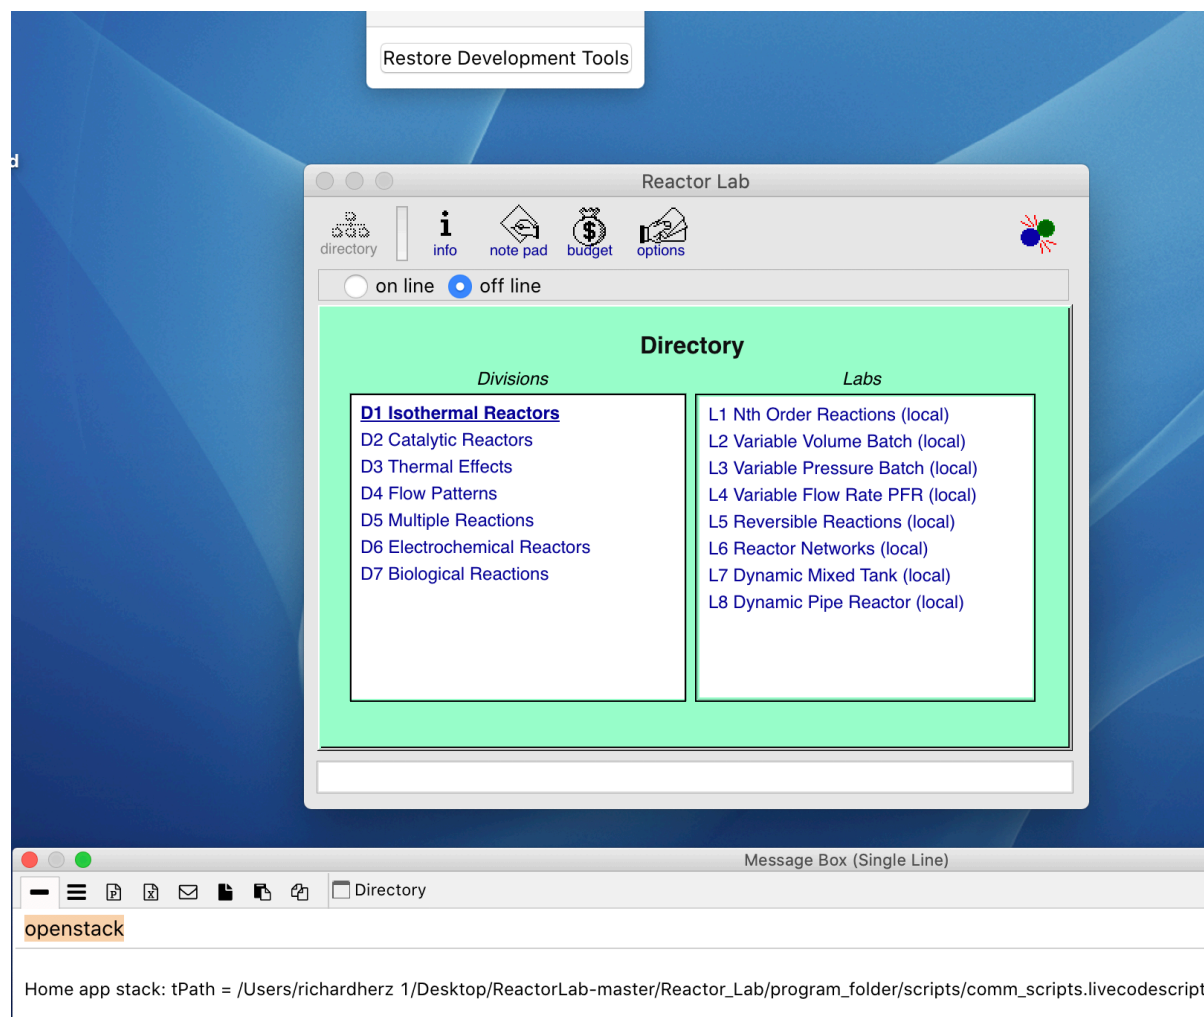 Restore Development Tools
d
Reactor Lab
directory
info
note pad
budget
options
on line
off line
Directory
Divisions
Labs
D1 Isothermal Reactors
D2 Catalytic Reactors
D3 Thermal Effects
D4 Flow Patterns
D5 Multiple Reactions
D6 Electrochemical Reactors
D7 Biological Reactions
L1 Nth Order Reactions (local)
L2 Variable Volume Batch (local)
L3 Variable Pressure Batch (local)
L4 Variable Flow Rate PFR (local)
L5 Reversible Reactions (local)
L6 Reactor Networks (local)
L7 Dynamic Mixed Tank (local)
L8 Dynamic Pipe Reactor (local)
Message Box (Single Line)
Directory
openstack
Home app stack: tPath = /Users/richardherz 1/Desktop/ReactorLab-master/Reactor_Lab/program_folder/scripts/comm_scripts.livecodescript